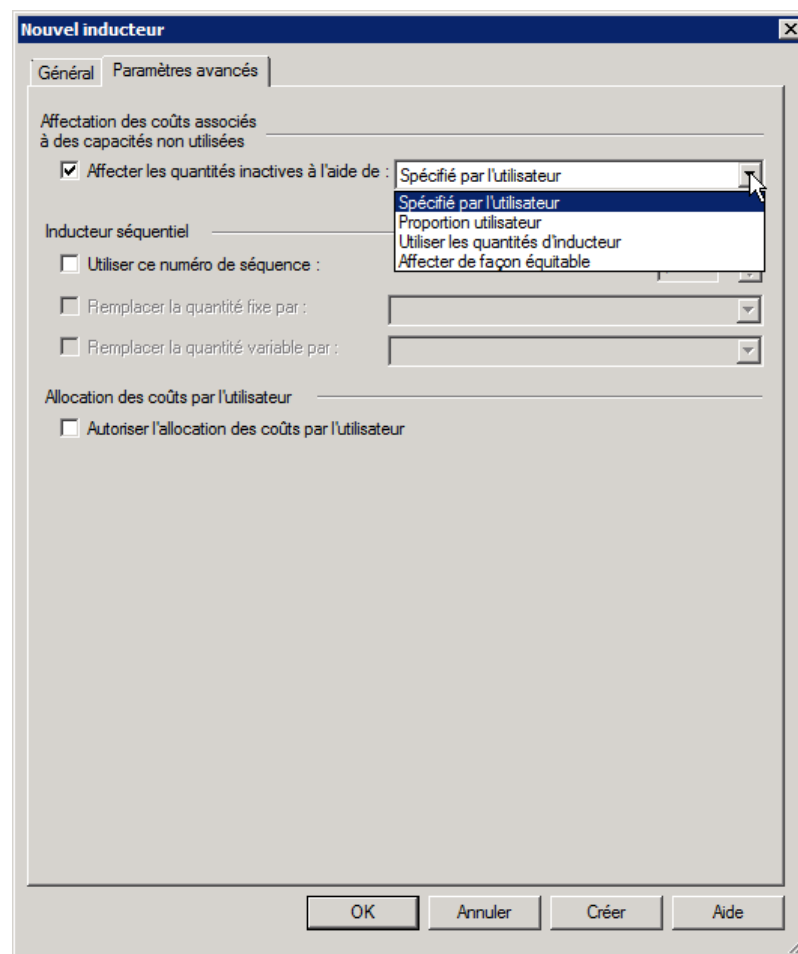 Nouvel inducteur
Général
Paramètres avancés
Affectation des coûts associés
à des capacités non utilisées
Affecter les quantités inactives à l'aide de :
Spécifié par l'utilisateur
Spécifié par l'utilisateur
Proportion utilisateur
Utiliser les quantités d'inducteur
Affecter de façon équitable
Inducteur séquentiel
Utiliser ce numéro de séquence :
Remplacer la quantité fixe par :
Remplacer la quantité variable par :
Allocation des coûts par l'utilisateur
Autoriser l'allocation des coûts par l'utilisateur
OK
Annuler
Créer
Aide